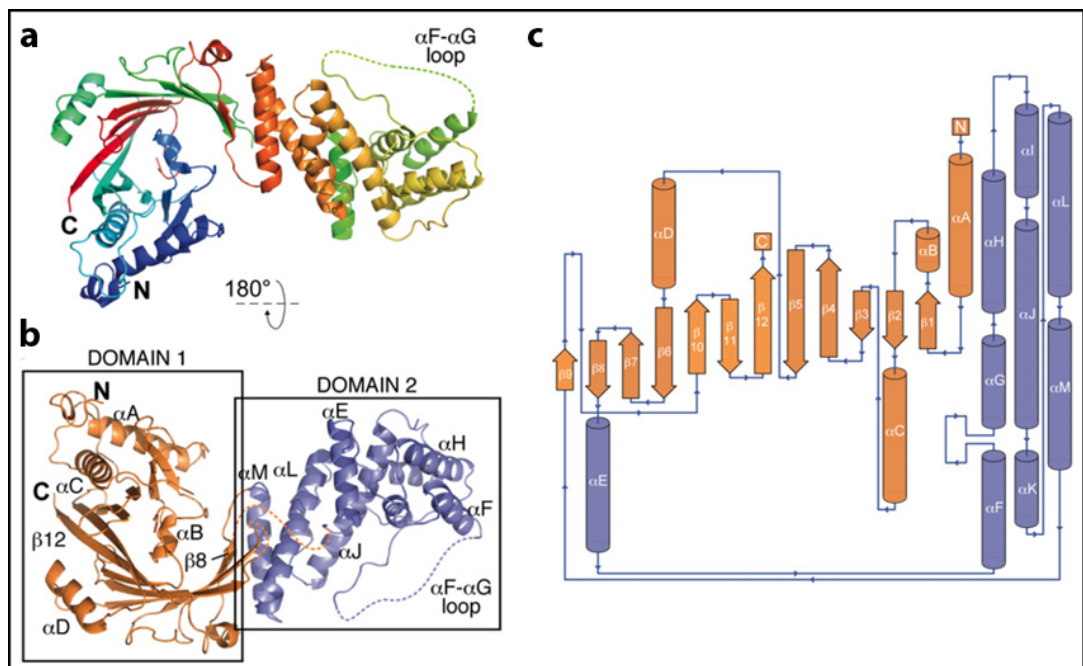 a
αF-αG
loop
C
N
180°
b
DOMAIN 1
DOMAIN 2
N
αA
αE
αH
αM
αL
C
αC
αF
αB
β12
β8
αJ
αD
αF-αG
loop
c
N
αI
αL
αA
αH
αD
αB
C
αJ
β5
β4
β3
β2
β1
β
12
β
10
β
11
β6
β7
β8
β9
αG
αM
αC
αE
αK
αF